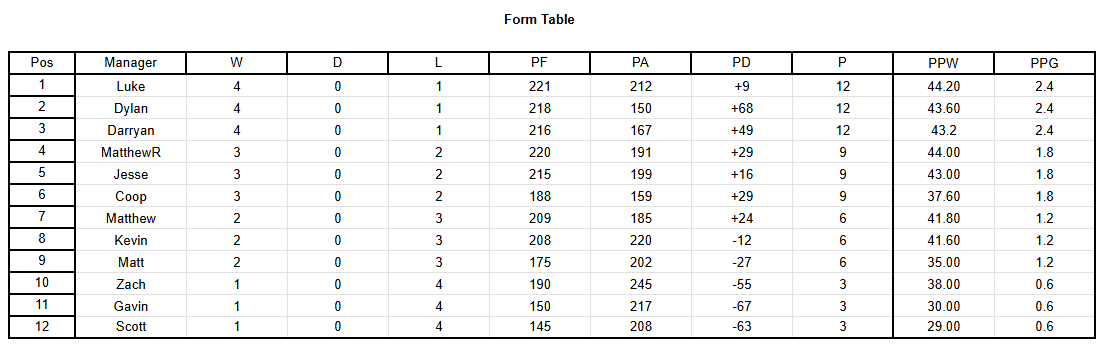 Form Table
Pos Manager W D L PF PA PD P PPW PPG
1 Luke 4 0 1 221 212 +9 12 44.20 2.4
2 Dylan 4 0 1 218 150 +68 12 43.60 2.4
3 Darryan 4 0 1 216 167 +49 12 43.2 2.4
4 MatthewR 3 0 2 220 191 +29 9 44.00 1.8
5 Jesse 3 0 2 215 199 +16 9 43.00 1.8
6 Coop 3 0 2 188 159 +29 9 37.60 1.8
7 Matthew 2 0 3 209 185 +24 6 41.80 1.2
8 Kevin 2 0 3 208 220 -12 6 41.60 1.2
9 Matt 2 0 3 175 202 -27 6 35.00 1.2
10 Zach 1 0 4 190 245 -55 3 38.00 0.6
11 Gavin 1 0 4 150 217 -67 3 30.00 0.6
12 Scott 1 0 4 145 208 -63 3 29.00 0.6